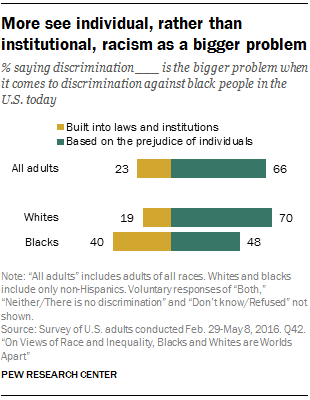 More see individual, rather than
institutional, racism as a bigger problem
% saying discrimination____ is the bigger problem when
it comes to discrimination against black people in the
U.S. today
Built into laws and institutions
Based on the prejudice of individuals
All adults 23 66
Whites 19 70
Blacks 40 48
Note: “All adults” includes adults of all races. Whites and blacks
include only non-Hispanics. Voluntary responses of “Both,”
“Neither/There is no discrimination” and “Don’t know/Refused” not
shown.
Source: Survey of U.S. adults conducted Feb. 29-May 8, 2016. Q42.
“On Views of Race and Inequality, Blacks and Whites are Worlds
Apart”
PEW RESEARCH CENTER